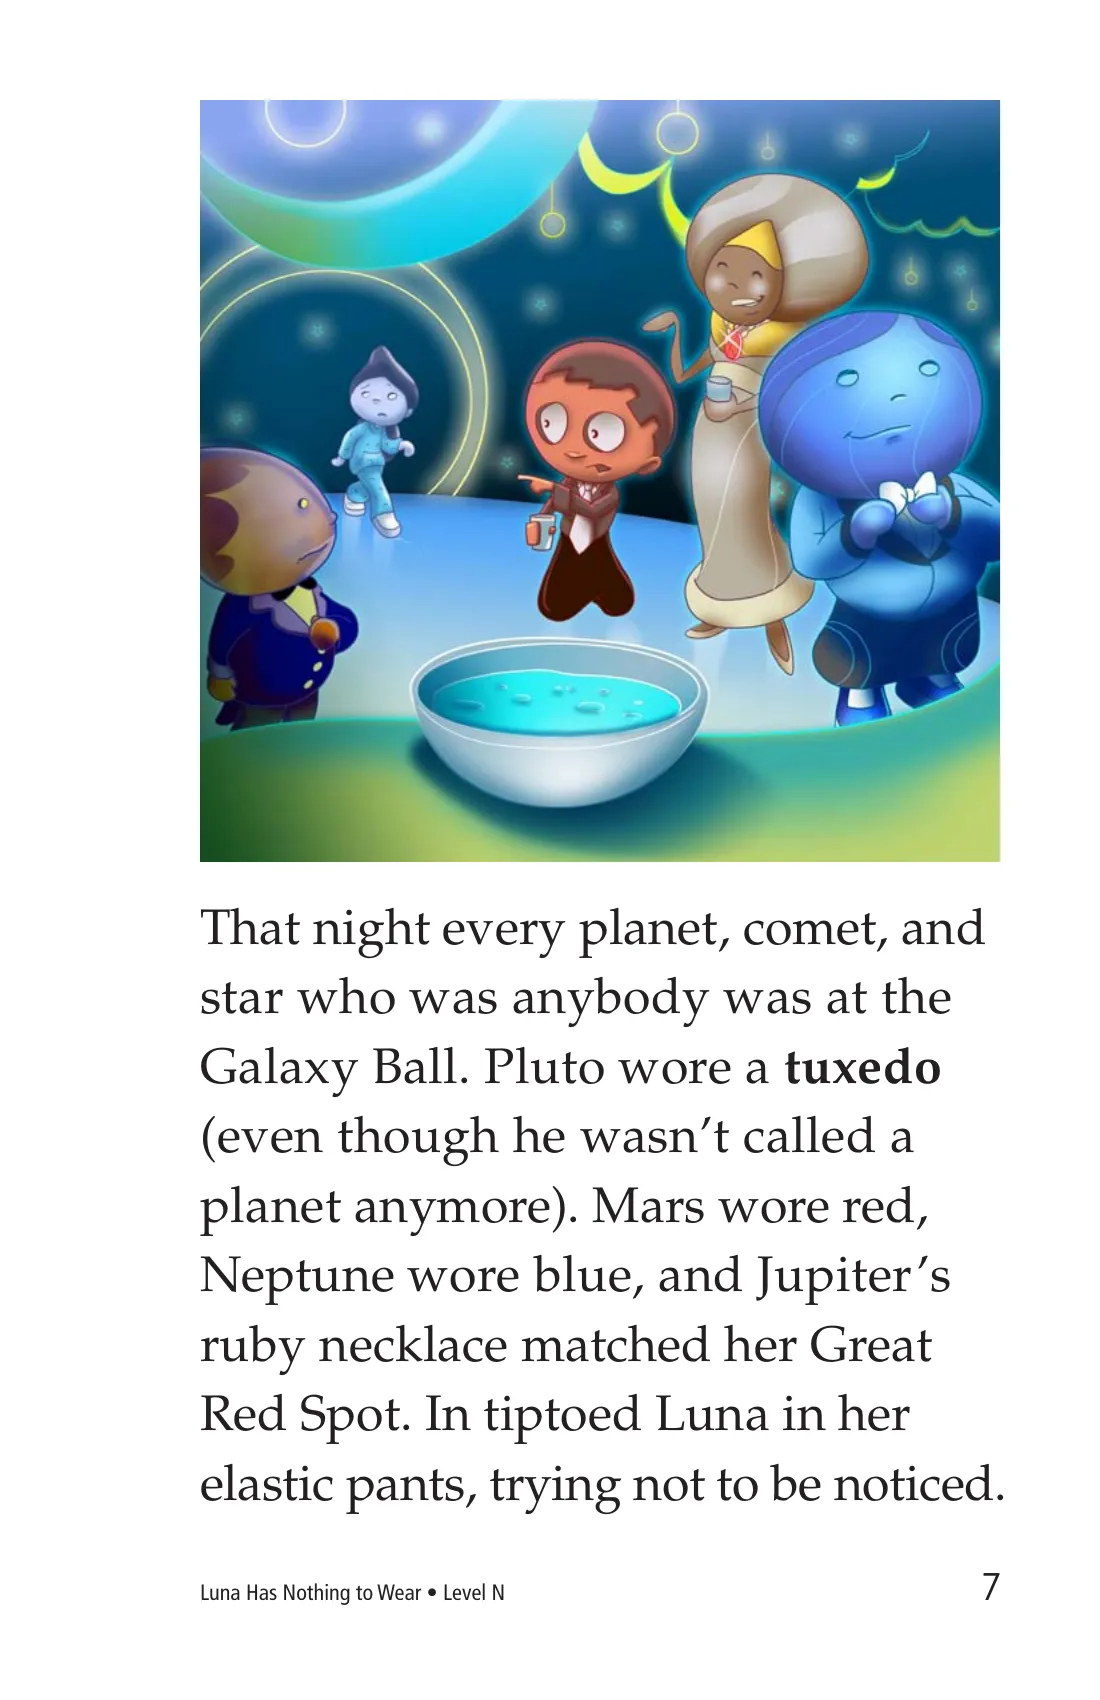 That night every planet, comet, and
star who was anybody was at the
Galaxy Ball. Pluto wore a tuxedo
(even though he wasn’t called a
planet anymore). Mars wore red,
Neptune wore blue, and Jupiter’s
ruby necklace matched her Great
Red Spot. In tiptoed Luna in her
elastic pants, trying not to be noticed.
Luna Has Nothing to Wear • Level N 7